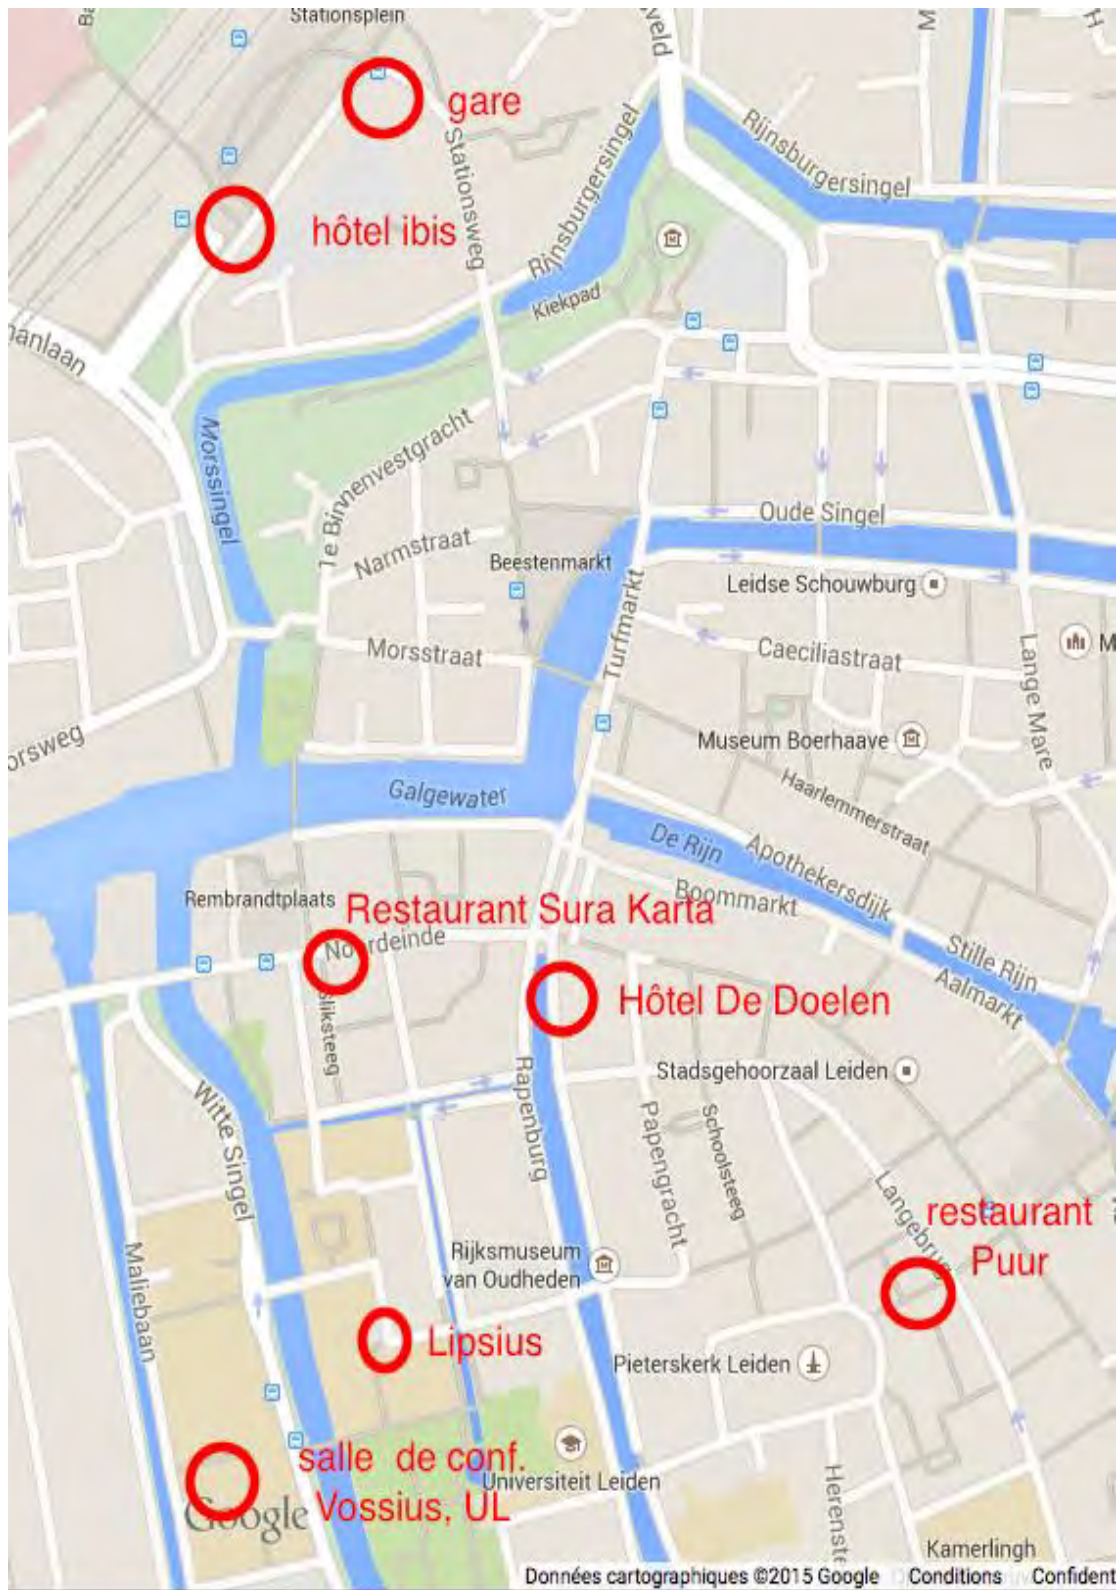 Stationsplein
gare
Stationsweg
Rijnsburgersingel
Rijnsburgersingel
hôtel ibis
Kiekpad
Morssingel
1e Binnenvestgracht
Narmstraat
Beestenmarkt
Oude Singel
Leidse Schouwburg
Turfmarkt
Morsstraat
Caeciliastraat
Lange Mare
M
Museum Boerhaave
Haarlemmerstraat
Galgewater
De Rijn
Apothekersdijk
Boommarkt
Rembrandtplaats
Restaurant Sura Karta
Noordeinde
Stille Rijn
Aalmarkt
Hôtel De Doelen
Sliksteeg
Rapenburg
Stadsgehoorzaal Leiden
Papengracht
Schoolsteeg
Witte Singel
Langebrug
restaurant
Puur
Maliebaan
Rijksmuseum
van Oudheden
Lipsius
Pieterskerk Leiden
salle de conf.
Vossius, UL
Universiteit Leiden
Google
Kamerlingh
Données cartographiques ©2015 Google Conditions Confident